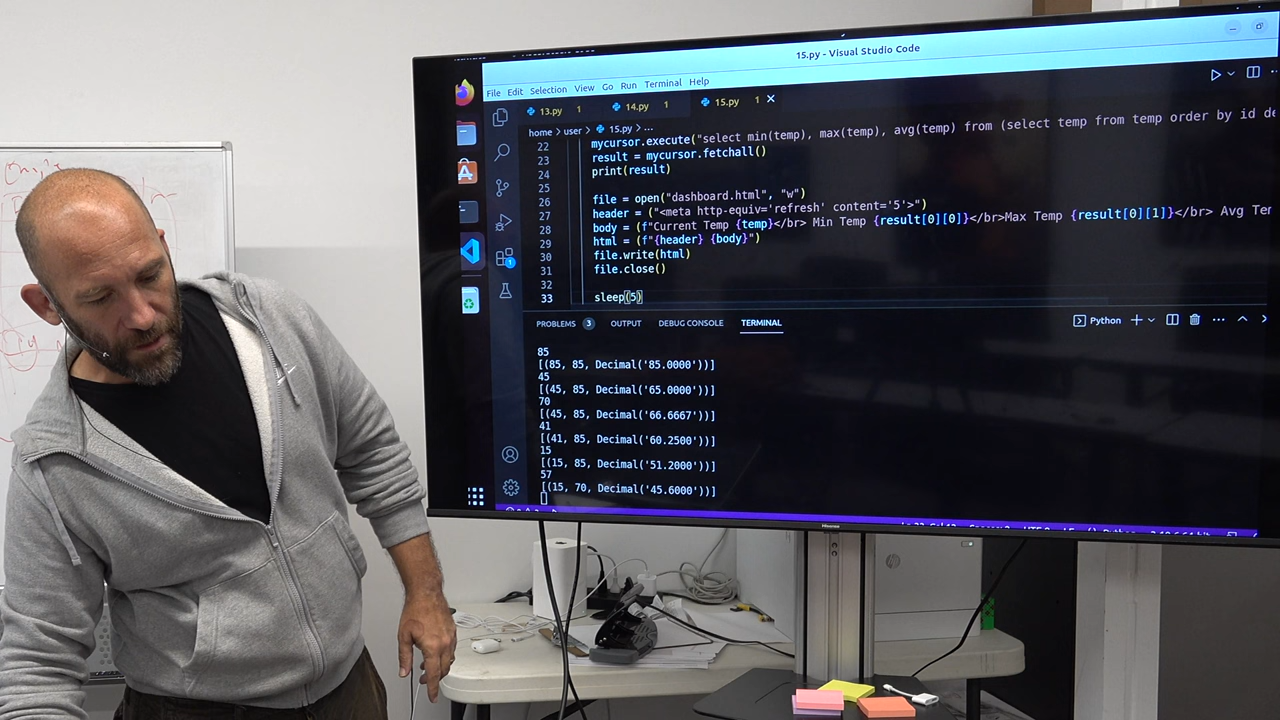 15.py - Visual Studio Code
File Edit Selection View Go Run Terminal Help
13.py 1 14.py 1 15.py 1
home > user > 15.py > ...
22 mycursor.execute("select min(temp), max(temp), avg(temp) from (select temp from temp order by id de
23 result = mycursor.fetchall()
24 print(result)
25
26 file = open("dashboard.html", "w")
27 header = ("<meta http-equiv='refresh' content='5'>")
28 body = (f"Current Temp {temp}</br> Min Temp {result[0][0]}</br>Max Temp {result[0][1]}</br> Avg Tem
29 html = (f"{header} {body}")
30 file.write(html)
31 file.close()
32
33 sleep(5)
PROBLEMS 3 OUTPUT DEBUG CONSOLE TERMINAL
Python
85
[(85, 85, Decimal('85.0000'))]
45
[(45, 85, Decimal('65.0000'))]
70
[(45, 85, Decimal('66.6667'))]
41
[(41, 85, Decimal('60.2500'))]
15
[(15, 85, Decimal('51.2000'))]
57
[(15, 70, Decimal('45.6000'))]
Hisense